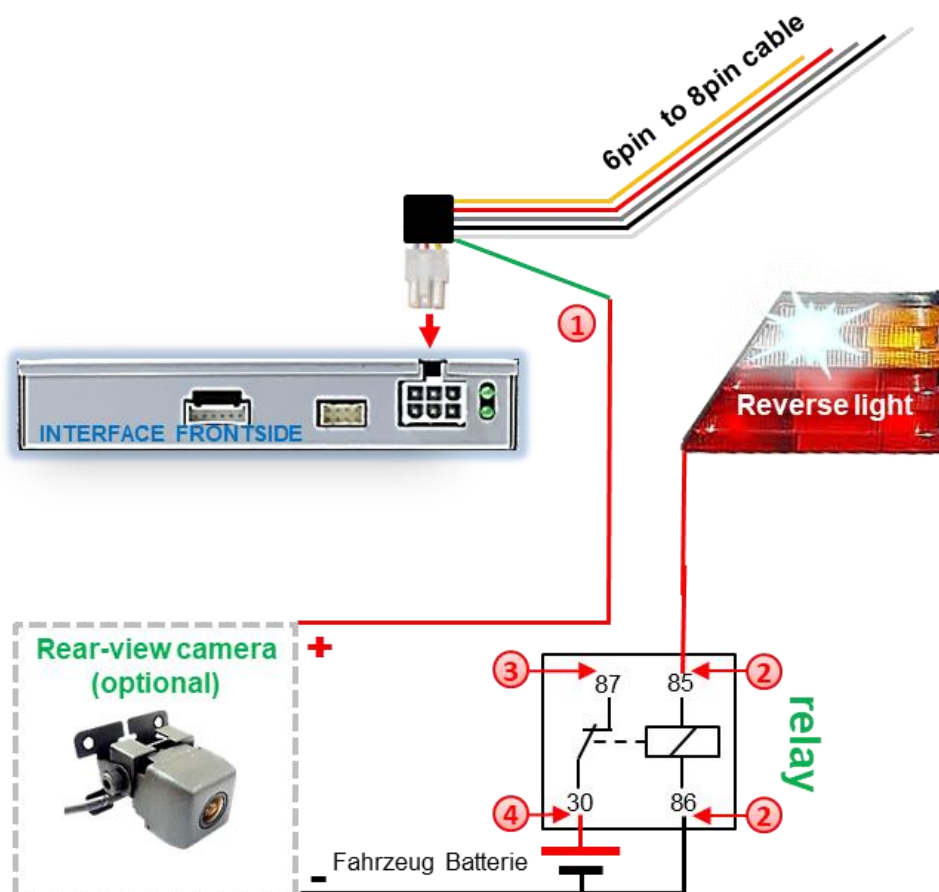 6pin to 8pin cable
1
Reverse light
INTERFACE FRONTSIDE
Rear-view camera
(optional)
+
3
2
87
85
relay
4
30
86
2
- Fahrzeug Batterie